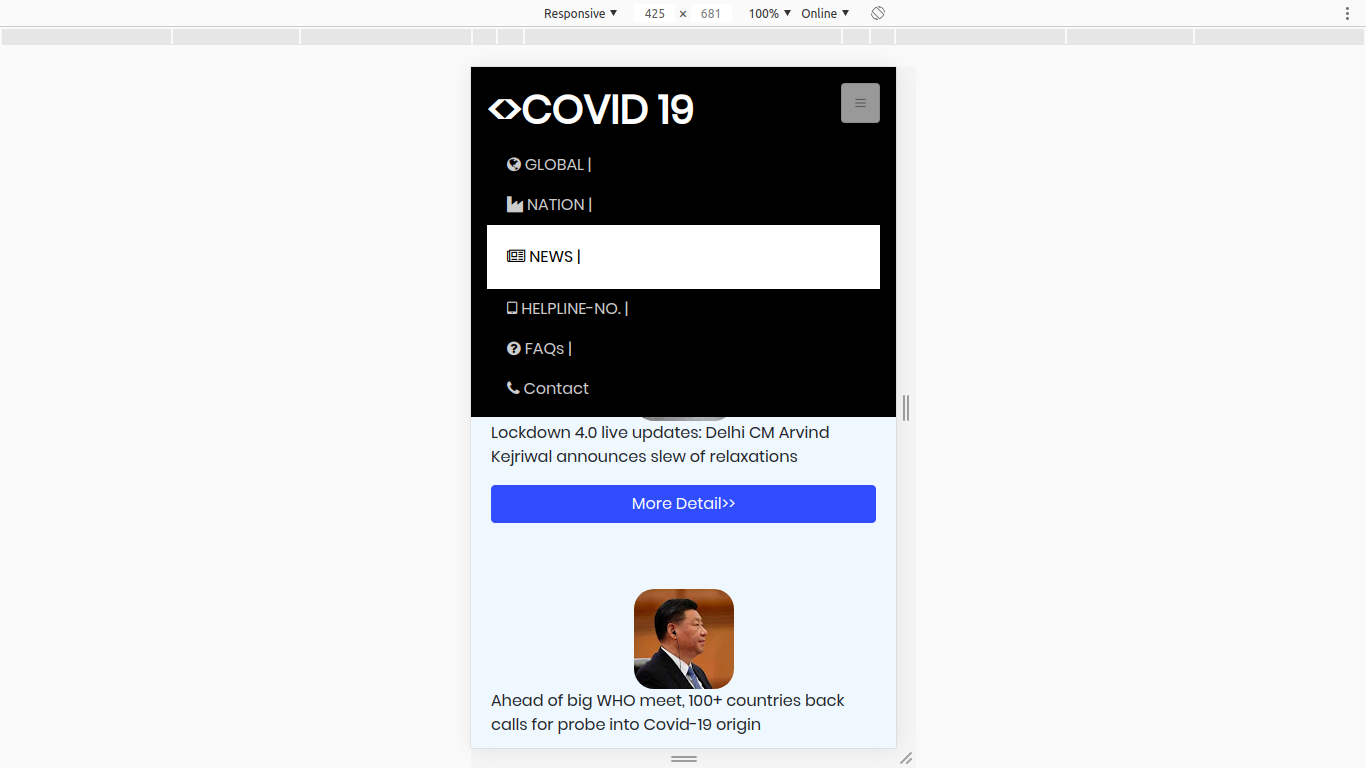 Responsive 425 × 681 100% Online
<>COVID 19
GLOBAL |
NATION |
NEWS |
HELPLINE-NO. |
FAQs |
Contact
Lockdown 4.0 live updates: Delhi CM Arvind
Kejriwal announces slew of relaxations
More Detail>>
Ahead of big WHO meet, 100+ countries back
calls for probe into Covid-19 origin